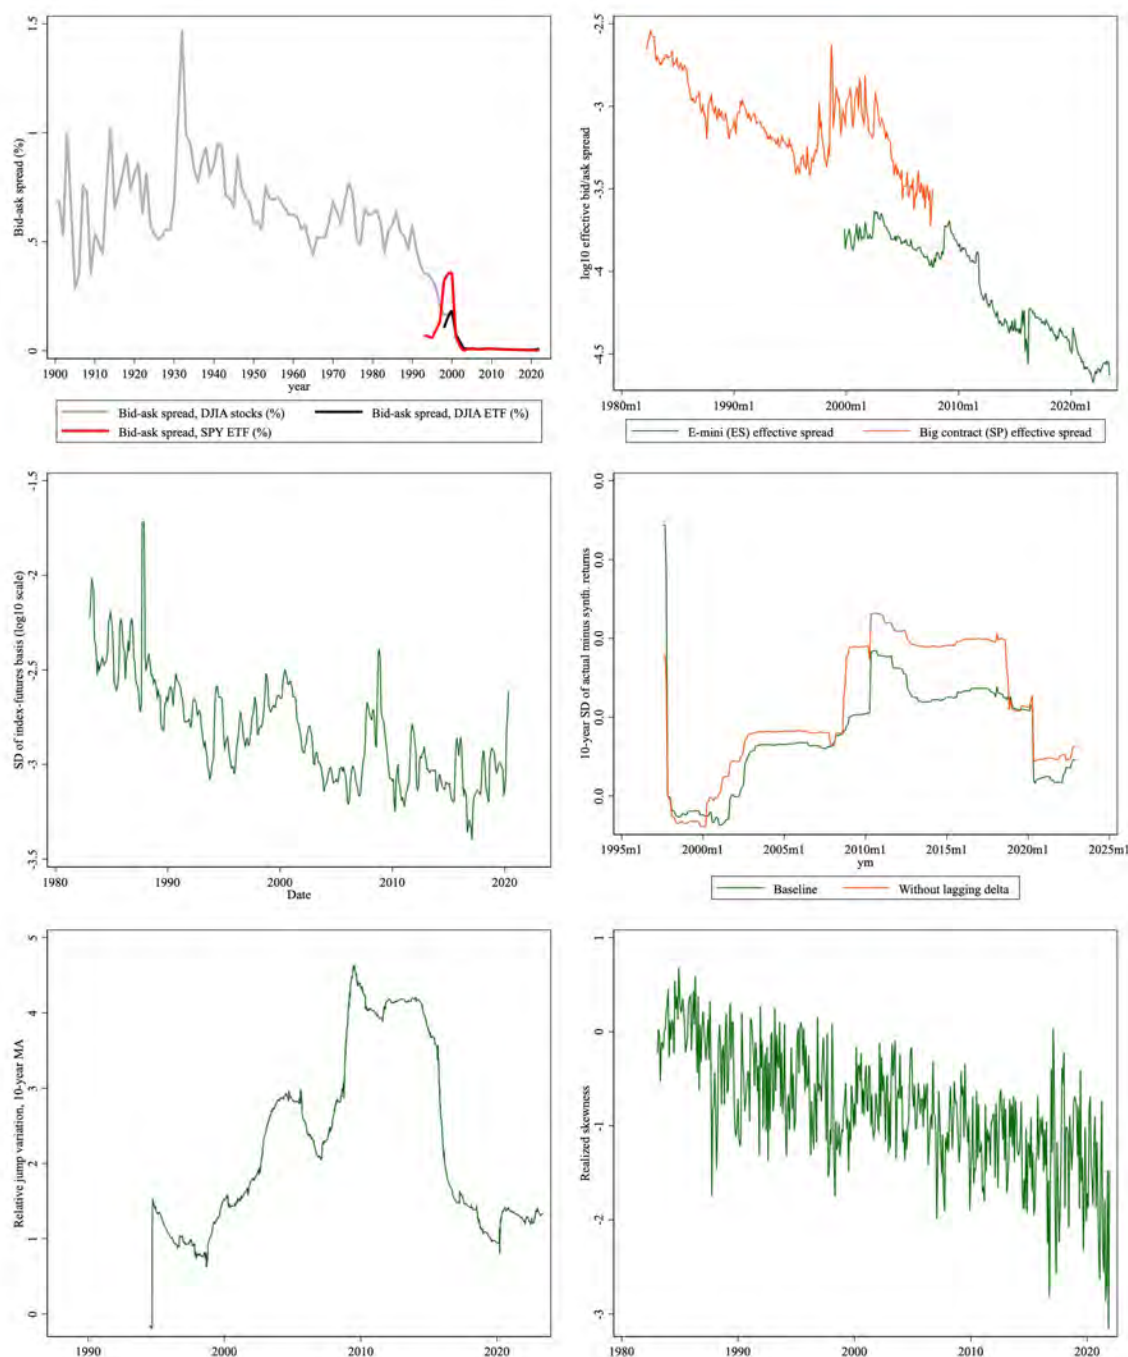 Bid-ask spread (%)
1.5
1
.5
0
1900 1910 1920 1930 1940 1950 1960 1970 1980 1990 2000 2010 2020
year
Bid-ask spread, DJIA stocks (%)
Bid-ask spread, DJIA ETF (%)
Bid-ask spread, SPY ETF (%)
log10 effective bid/ask spread
-2.5
-3
-3.5
-4
-4.5
1980m1 1990m1 2000m1 2010m1 2020m1
E-mini (ES) effective spread
Big contract (SP) effective spread
SD of index-futures basis (log10 scale)
-1.5
-2
-2.5
-3
-3.5
1980 1990 2000 2010 2020
Date
10-year SD of actual minus synth. returns
0.0
0.0
0.0
0.0
0.0
1995m1 2000m1 2005m1 2010m1 2015m1 2020m1 2025m1
ym
Baseline
Without lagging delta
Relative jump variation, 10-year MA
5
4
3
2
1
0
1990 2000 2010 2020
Realized skewness
1
0
-1
-2
-3
1980 1990 2000 2010 2020